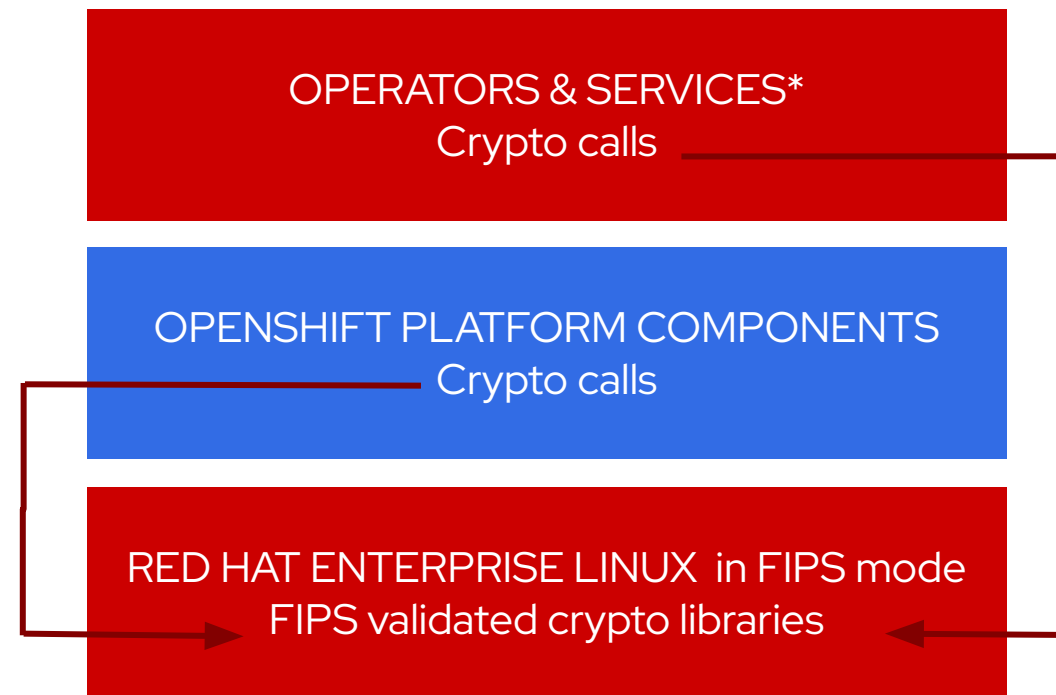 OPERATORS & SERVICES*
Crypto calls
OPENSHIFT PLATFORM COMPONENTS
Crypto calls
RED HAT ENTERPRISE LINUX  in FIPS mode
FIPS validated crypto libraries